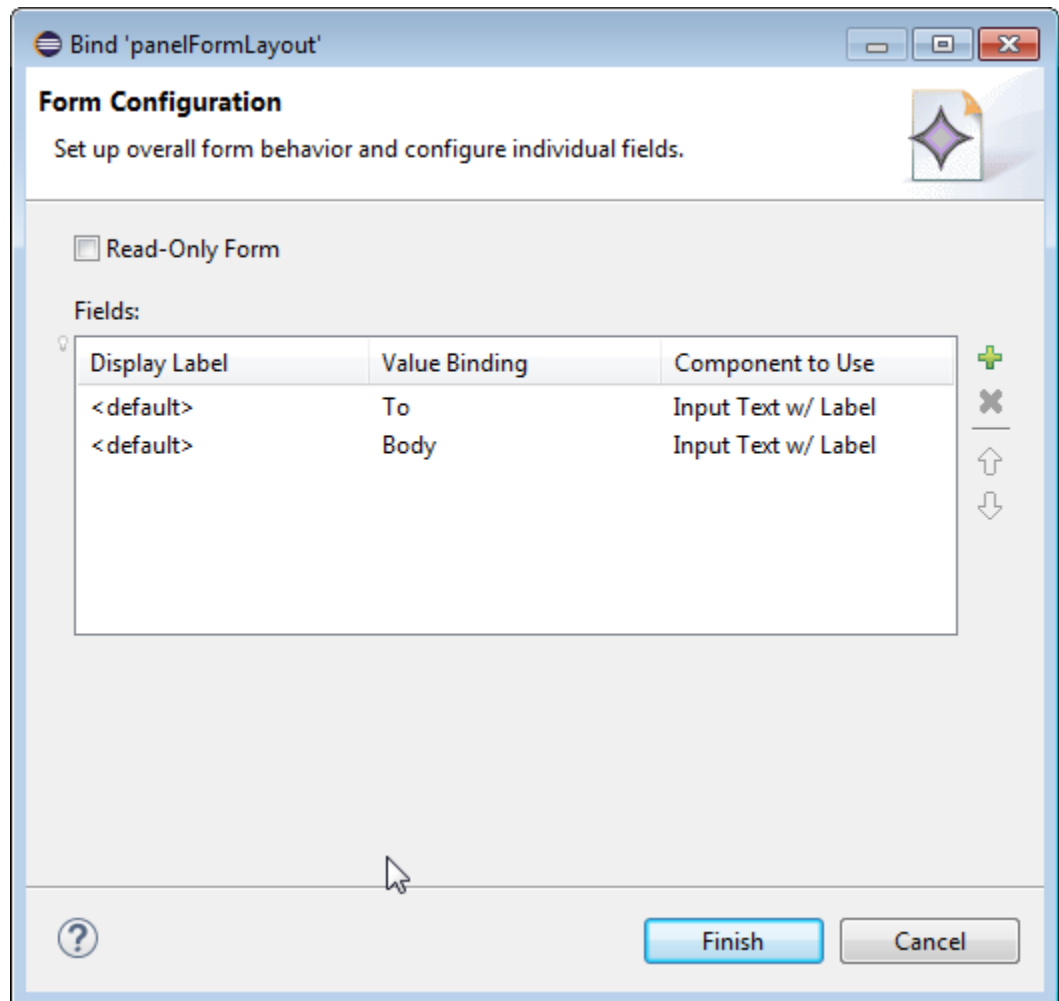 Bind 'panelFormLayout'
Form Configuration
Set up overall form behavior and configure individual fields.
Read-Only Form
Fields:
Display Label Value Binding Component to Use
<default> To Input Text w/ Label
<default> Body Input Text w/ Label
Finish Cancel